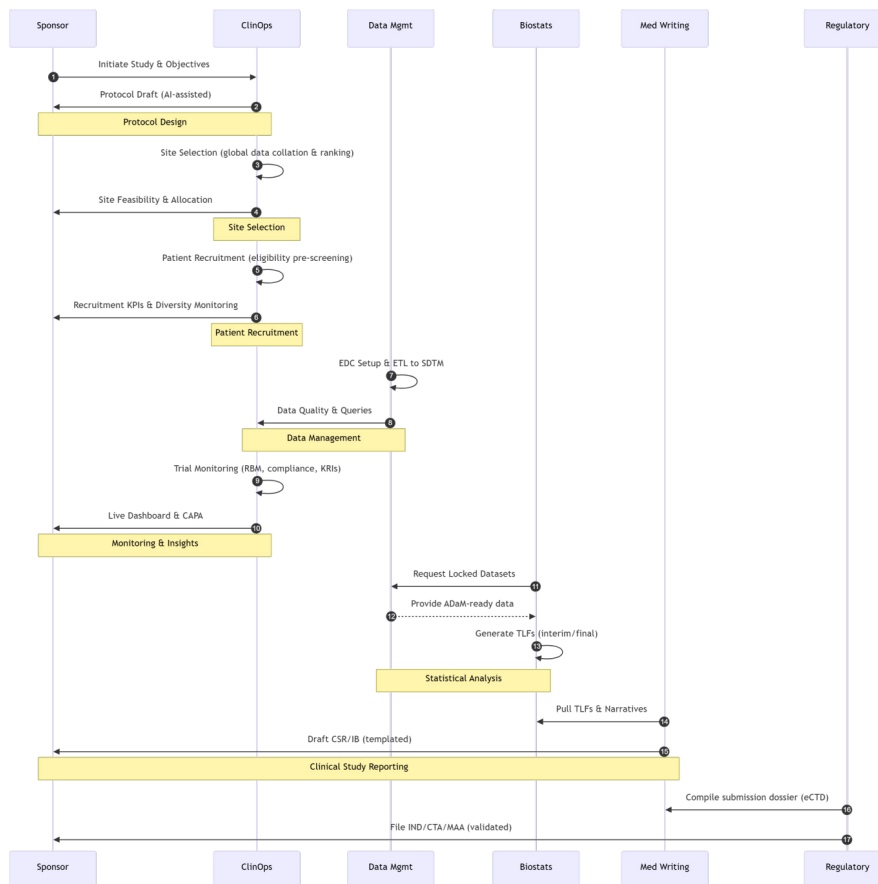 Sponsor
ClinOps
Data Mgmt
Biostats
Med Writing
Regulatory
Initiate Study & Objectives
1
Protocol Draft (AI-assisted)
2
Protocol Design
Site Selection (global data collation & ranking)
3
Site Feasibility & Allocation
4
Site Selection
Patient Recruitment (eligibility pre-screening)
5
Recruitment KPIs & Diversity Monitoring
6
Patient Recruitment
EDC Setup & ETL to SDTM
7
Data Quality & Queries
8
Data Management
Trial Monitoring (RBM, compliance, KRIs)
9
Live Dashboard & CAPA
10
Monitoring & Insights
Request Locked Datasets
11
Provide ADaM-ready data
12
Generate TLFs (interim/final)
13
Statistical Analysis
Pull TLFs & Narratives
14
Draft CSR/IB (templated)
15
Clinical Study Reporting
Compile submission dossier (eCTD)
16
File IND/CTA/MAA (validated)
17
Sponsor
ClinOps
Data Mgmt
Biostats
Med Writing
Regulatory